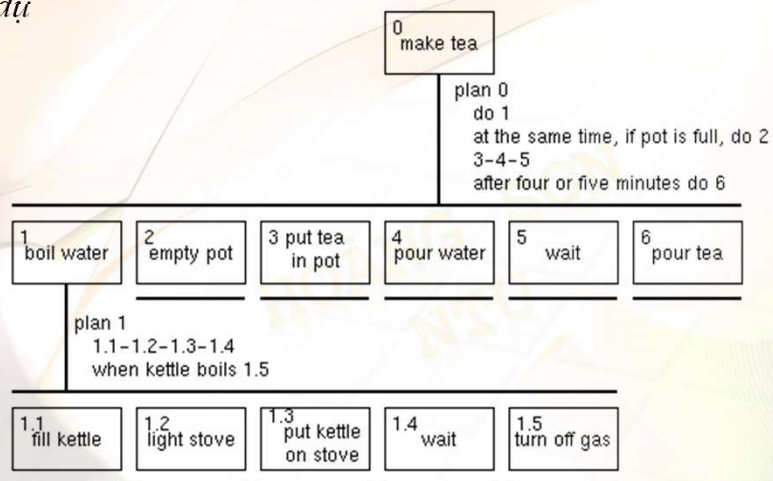 dụ
0
make tea
plan 0
do 1
at the same time, if pot is full, do 2
3-4-5
after four or five minutes do 6
1
boil water
2
empty pot
3 put tea
in pot
4
pour water
5
wait
6
pour tea
plan 1
1.1-1.2-1.3-1.4
when kettle boils 1.5
1.1
fill kettle
1.2
light stove
1.3
put kettle
on stove
1.4
wait
1.5
turn off gas
HOÀNG SƠN
NTU